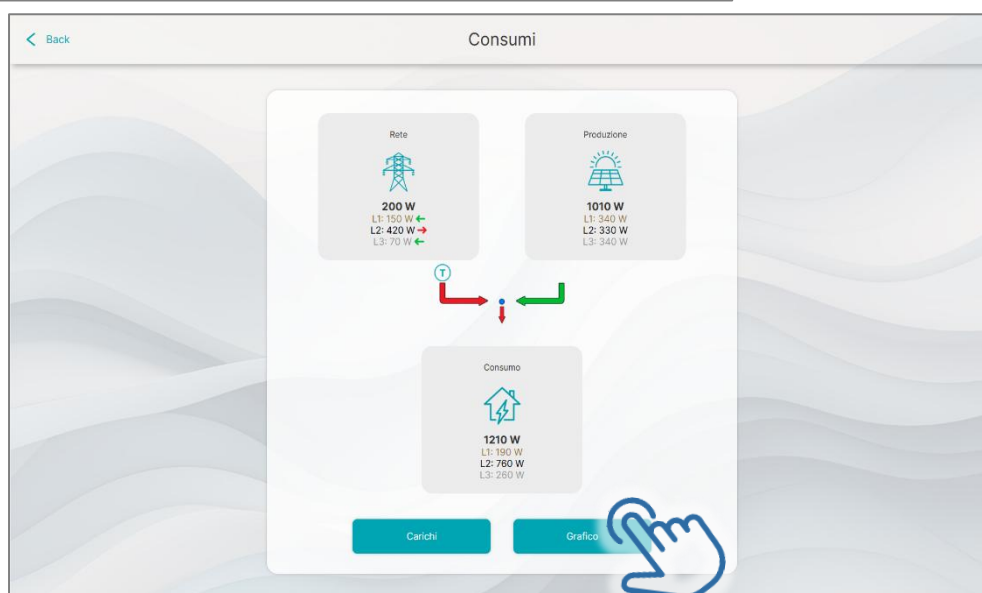 Back
Consumi
Rete
200 W
L1: 150 W
L2: 420 W
L3: 70 W
Produzione
1010 W
L1: 340 W
L2: 330 W
L3: 340 W
T
Consumo
1210 W
L1: 190 W
L2: 760 W
L3: 260 W
Carichi
Grafico